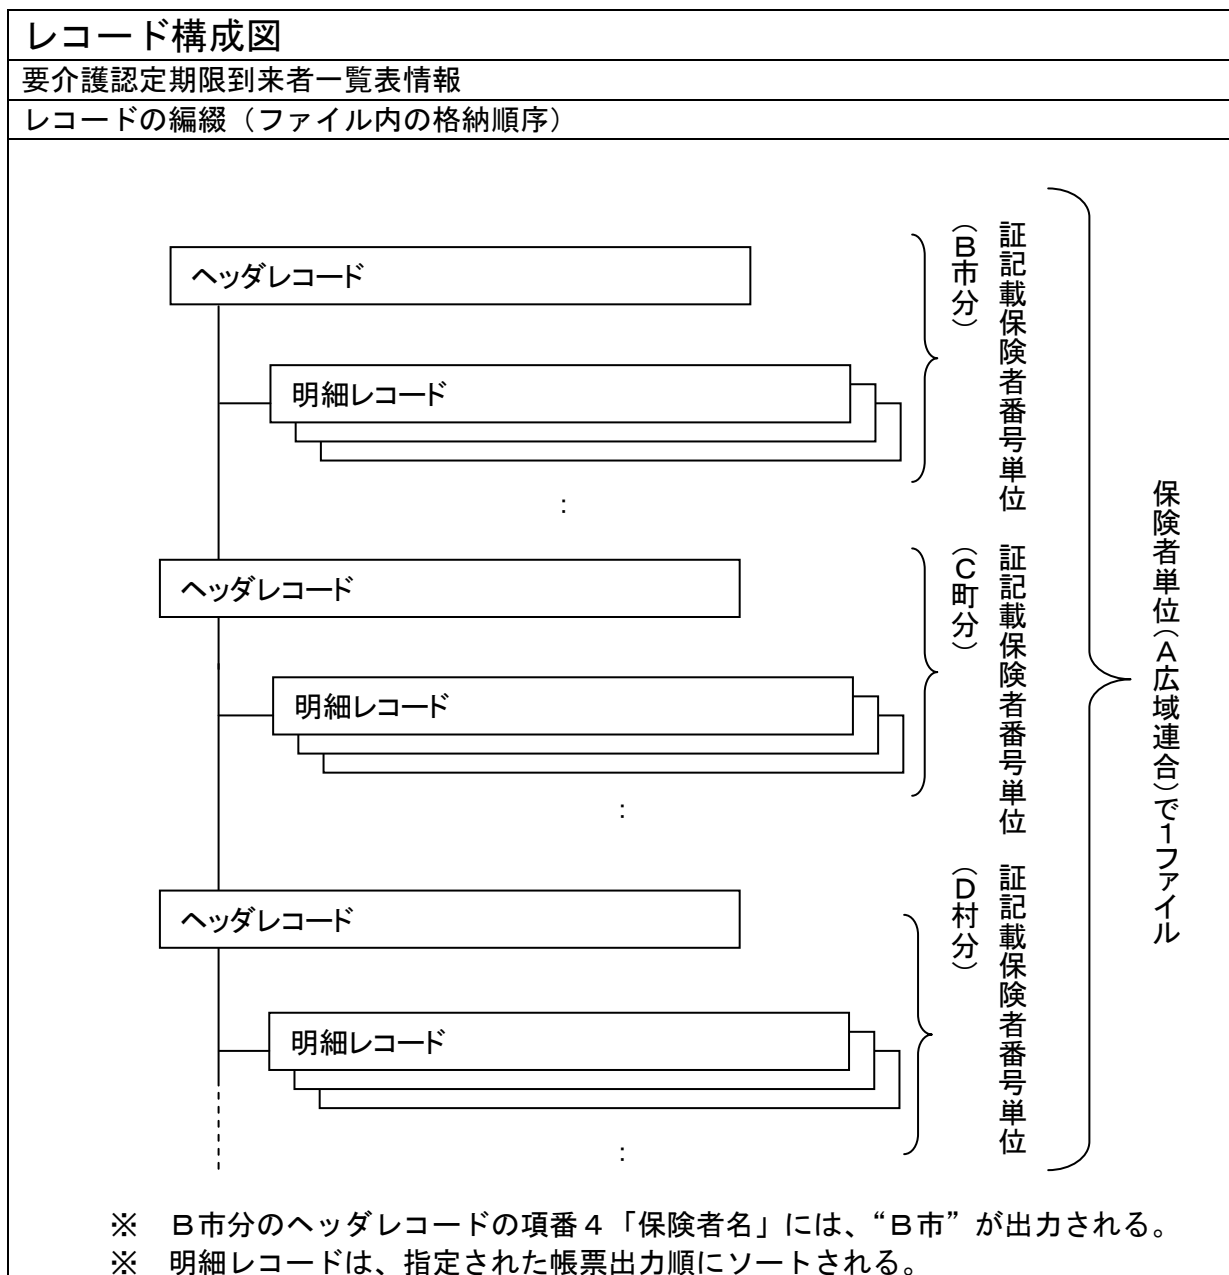 レコード構成図
要介護認定期限到来者一覧表情報
レコードの編綴（ファイル内の格納順序）
ヘッダレコード
明細レコード
：
証記載保険者番号単位
（Ｂ市分）
ヘッダレコード
明細レコード
：
証記載保険者番号単位
（Ｃ町分）
ヘッダレコード
明細レコード
：
証記載保険者番号単位
（Ｄ村分）
保険者単位（Ａ広域連合）で１ファイル
※　Ｂ市分のヘッダレコードの項番４「保険者名」には、“Ｂ市”が出力される。
※　明細レコードは、指定された帳票出力順にソートされる。